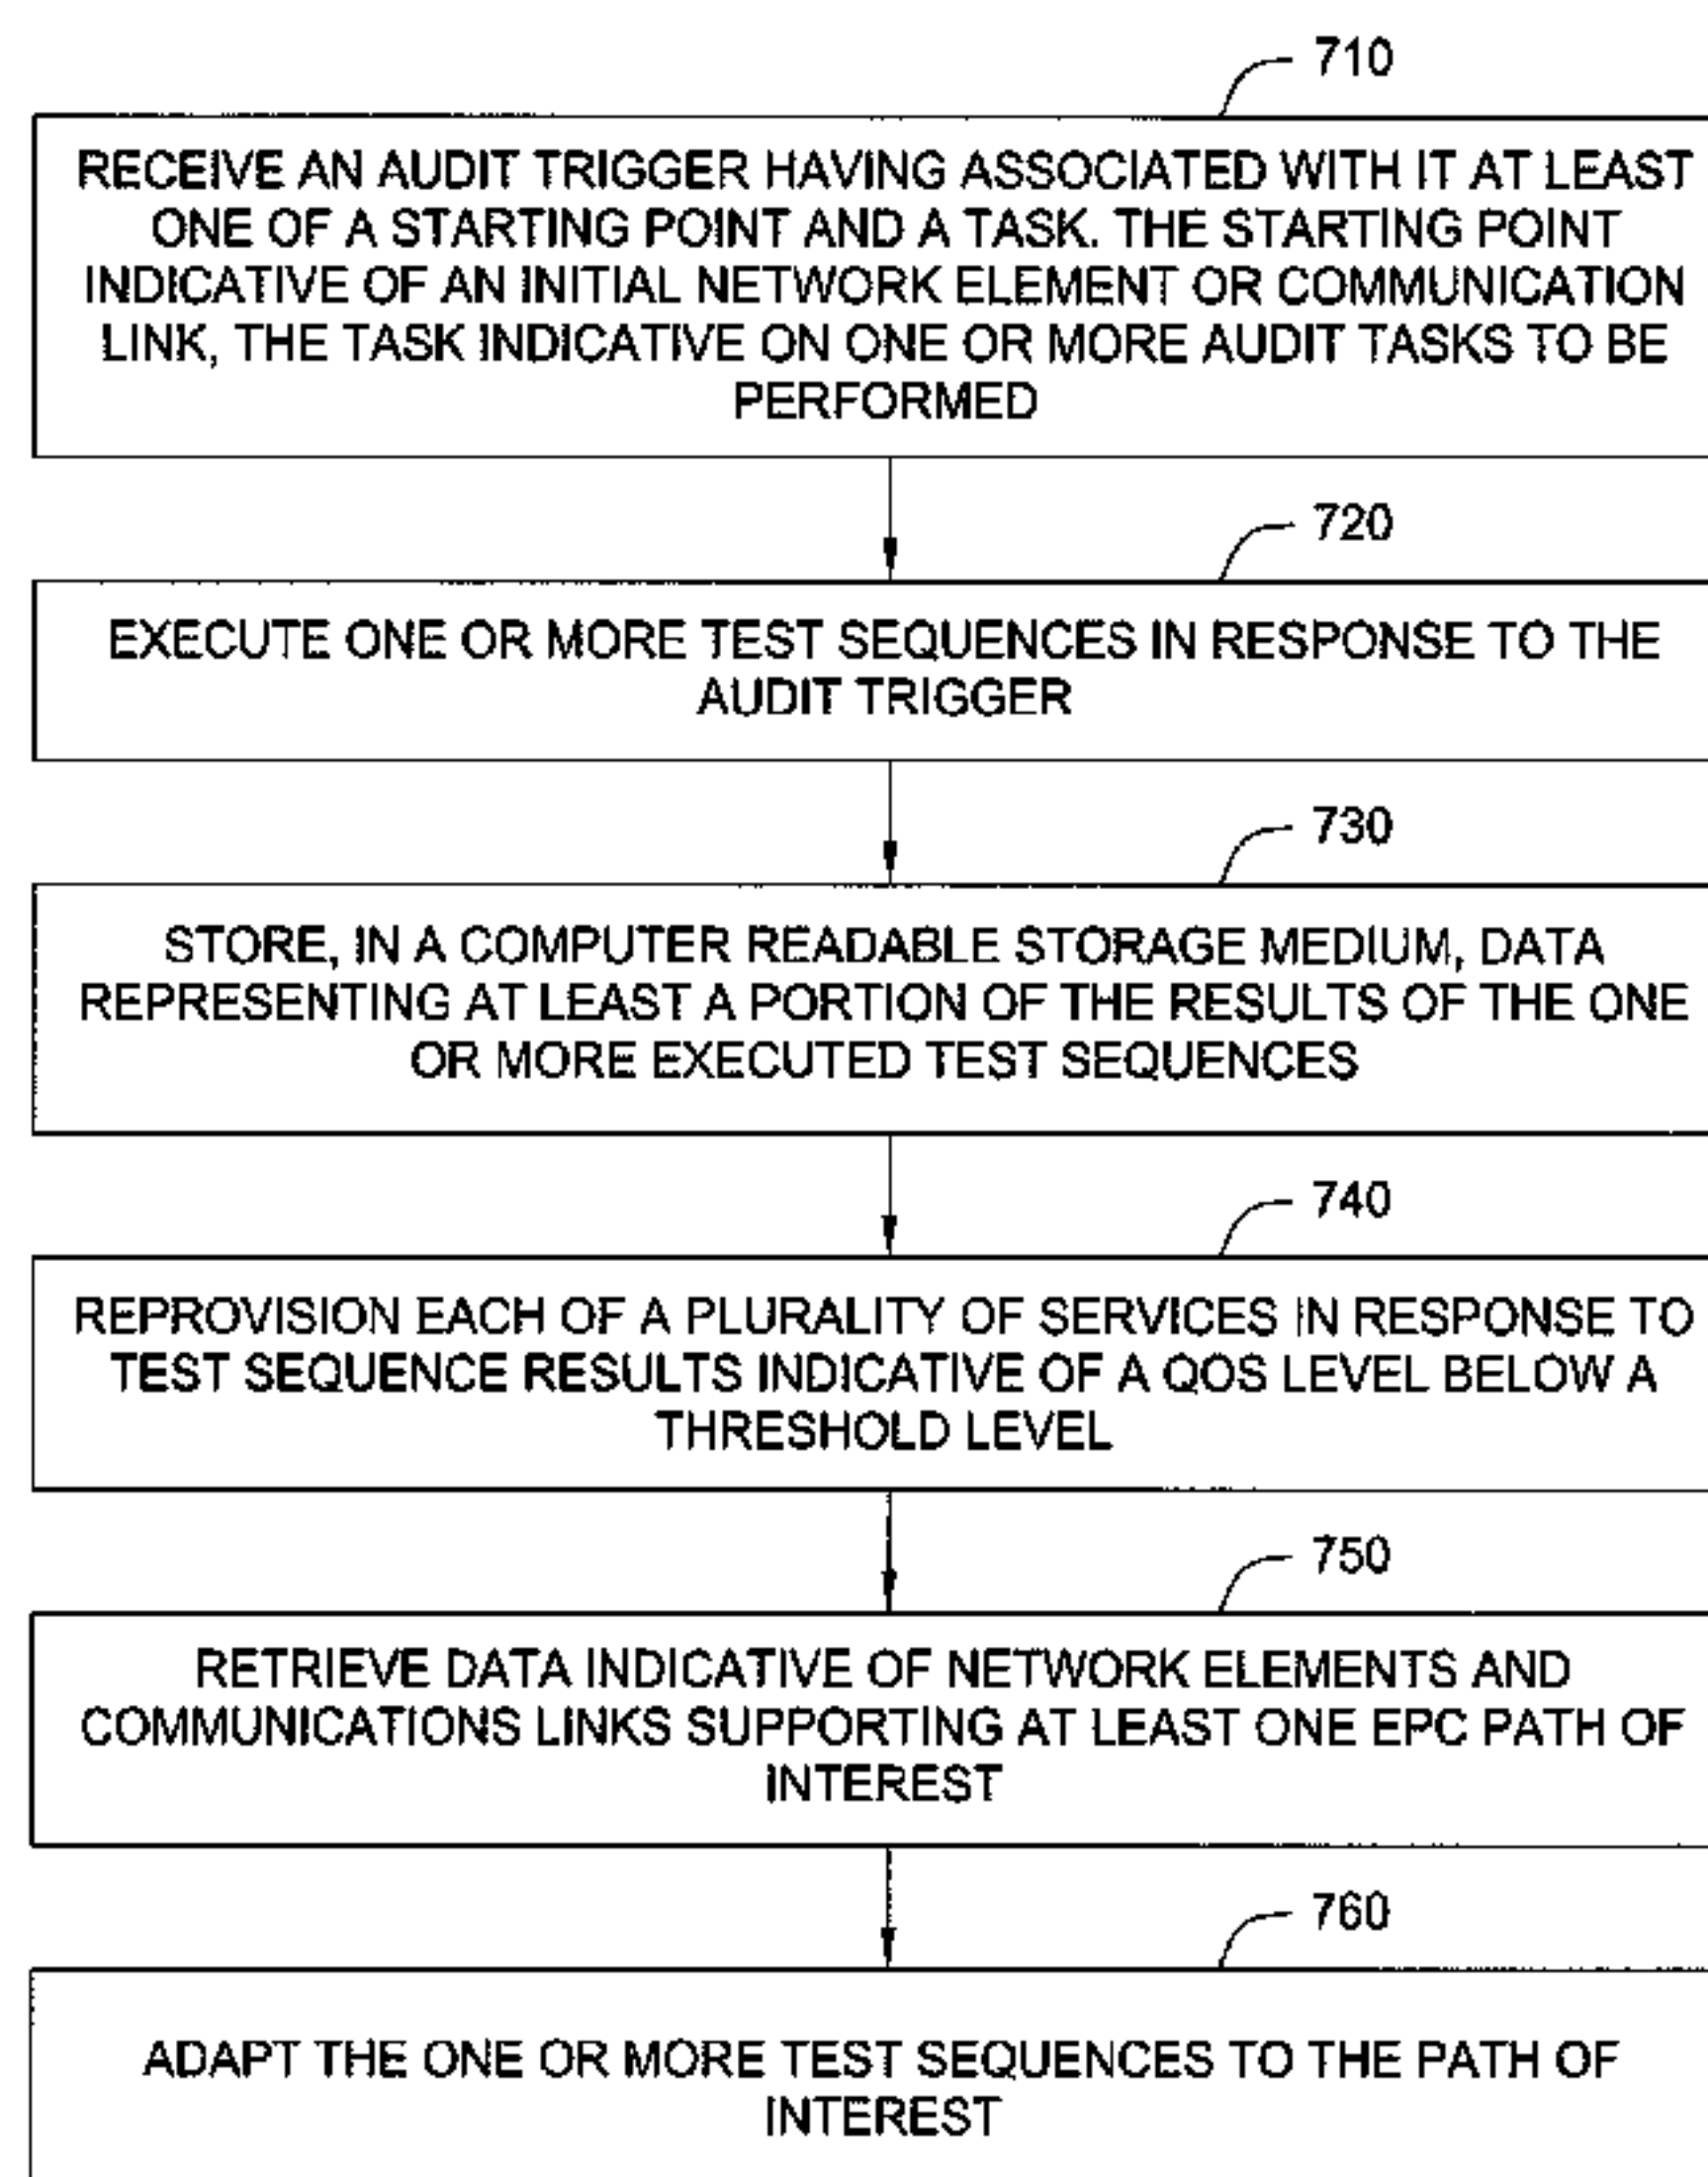 710
RECEIVE AN AUDIT TRIGGER HAVING ASSOCIATED WITH IT AT LEAST
ONE OF A STARTING POINT AND A TASK. THE STARTING POINT
INDICATIVE OF AN INITIAL NETWORK ELEMENT OR COMMUNICATION
LINK, THE TASK INDICATIVE ON ONE OR MORE AUDIT TASKS TO BE
PERFORMED
720
EXECUTE ONE OR MORE TEST SEQUENCES IN RESPONSE TO THE
AUDIT TRIGGER
730
STORE, IN A COMPUTER READABLE STORAGE MEDIUM, DATA
REPRESENTING AT LEAST A PORTION OF THE RESULTS OF THE ONE
OR MORE EXECUTED TEST SEQUENCES
740
REPROVISION EACH OF A PLURALITY OF SERVICES IN RESPONSE TO
TEST SEQUENCE RESULTS INDICATIVE OF A QOS LEVEL BELOW A
THRESHOLD LEVEL
750
RETRIEVE DATA INDICATIVE OF NETWORK ELEMENTS AND
COMMUNICATIONS LINKS SUPPORTING AT LEAST ONE EPC PATH OF
INTEREST
760
ADAPT THE ONE OR MORE TEST SEQUENCES TO THE PATH OF
INTEREST